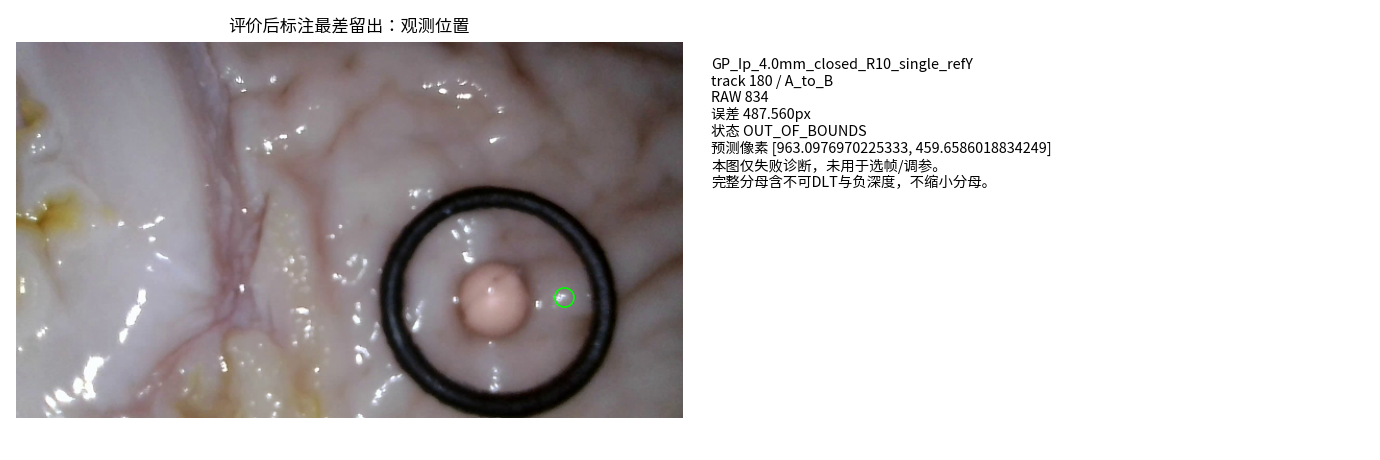 评价后标注最差留出：观测位置
GP_Ip_4.0mm_closed_R10_single_refY
track 180 / A_to_B
RAW 834
误差 487.560px
状态 OUT_OF_BOUNDS
预测像素 [963.0976970225333, 459.6586018834249]
本图仅失败诊断，未用于选帧/调参。
完整分母含不可DLT与负深度，不缩小分母。